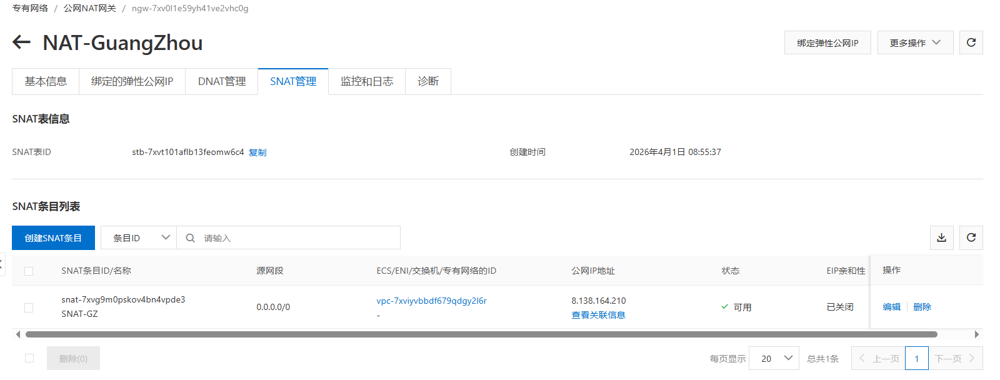 专有网络 / 公网NAT网关 / ngw-7xv0l1e59yh41ve2vhc0g
NAT-GuangZhou
绑定弹性公网IP 更多操作
基本信息 绑定的弹性公网IP DNAT管理 SNAT管理 监控和日志 诊断
SNAT表信息
SNAT表ID stb-7xvt101aflb13feomw6c4 复制 创建时间 2026年4月1日 08:55:37
SNAT条目列表
创建SNAT条目 条目ID 请输入
SNAT条目ID/名称 源网段 ECS/ENI/交换机/专有网络的ID 公网IP地址 状态 EIP亲和性 操作
snat-7xvg9m0pskov4bn4vpde3 0.0.0.0/0 vpc-7xviyvbbdf679qdgy2l6r 8.138.164.210 可用 已关闭 编辑 删除
SNAT-GZ - 查看关联信息
删除(0) 每页显示 20 总共1条 上一页 1 下一页